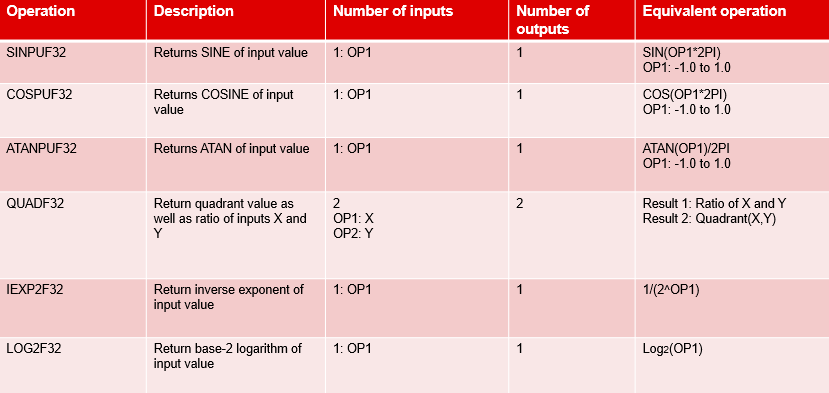 Operation
Description
Number of inputs
Number of
outputs
Equivalent operation
SINPUF32
Returns SINE of input value
1: OP1
1
SIN(OP1*2PI)
OP1: -1.0 to 1.0
COSPUF32
Returns COSINE of input
value
1: OP1
1
COS(OP1*2PI)
OP1: -1.0 to 1.0
ATANPUF32
Returns ATAN of input value
1: OP1
1
ATAN(OP1)/2PI
OP1: -1.0 to 1.0
QUADF32
Return quadrant value as
well as ratio of inputs X and
Y
2
OP1: X
OP2: Y
2
Result 1: Ratio of X and Y
Result 2: Quadrant(X,Y)
IEXP2F32
Return inverse exponent of
input value
1: OP1
1
1/(2^OP1)
LOG2F32
Return base-2 logarithm of
input value
1: OP1
1
Log2(OP1)